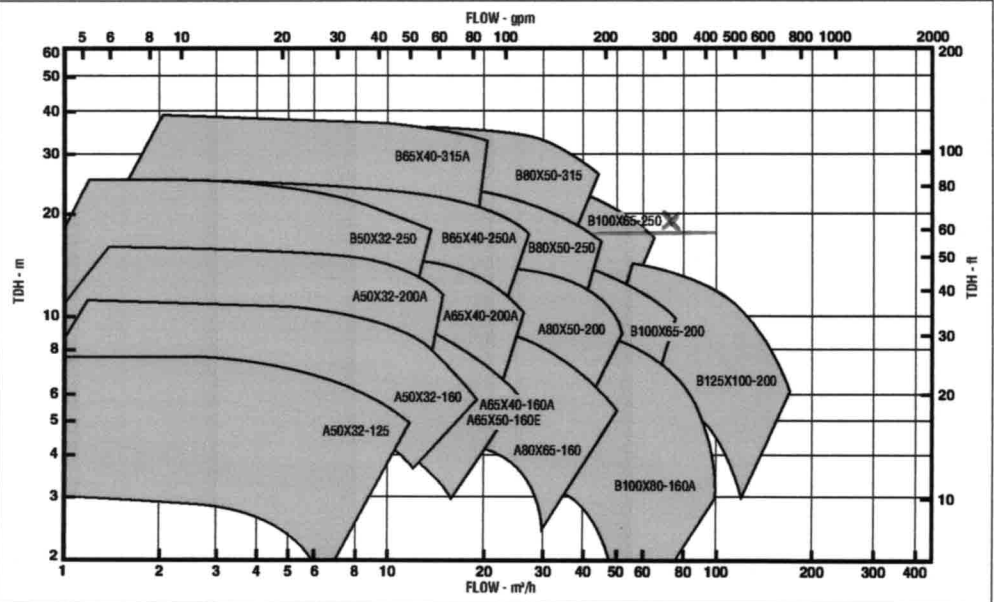 FLOW - gpm
5 6 8 10 20 30 40 50 60 80 100 200 300 400 500 600 800 1000 2000
60 200
50
40
30 100
B65X40-315A
B80X50-315
80
20
B100X65-250 X
60
B50X32-250 B65X40-250A B80X50-250
50
TDH - m TDH - ft
A50X32-200A
40
10
A65X40-200A A80X50-200 B100X65-200
30
8
B125X100-200
6 20
A50X32-160 A65X40-160A
5
A65X50-160E
A50X32-125
4
A80X65-160
B100X80-160A
3 10
2
1 2 3 4 5 6 8 10 20 30 40 50 60 80 100 200 300 400
FLOW - m³/h